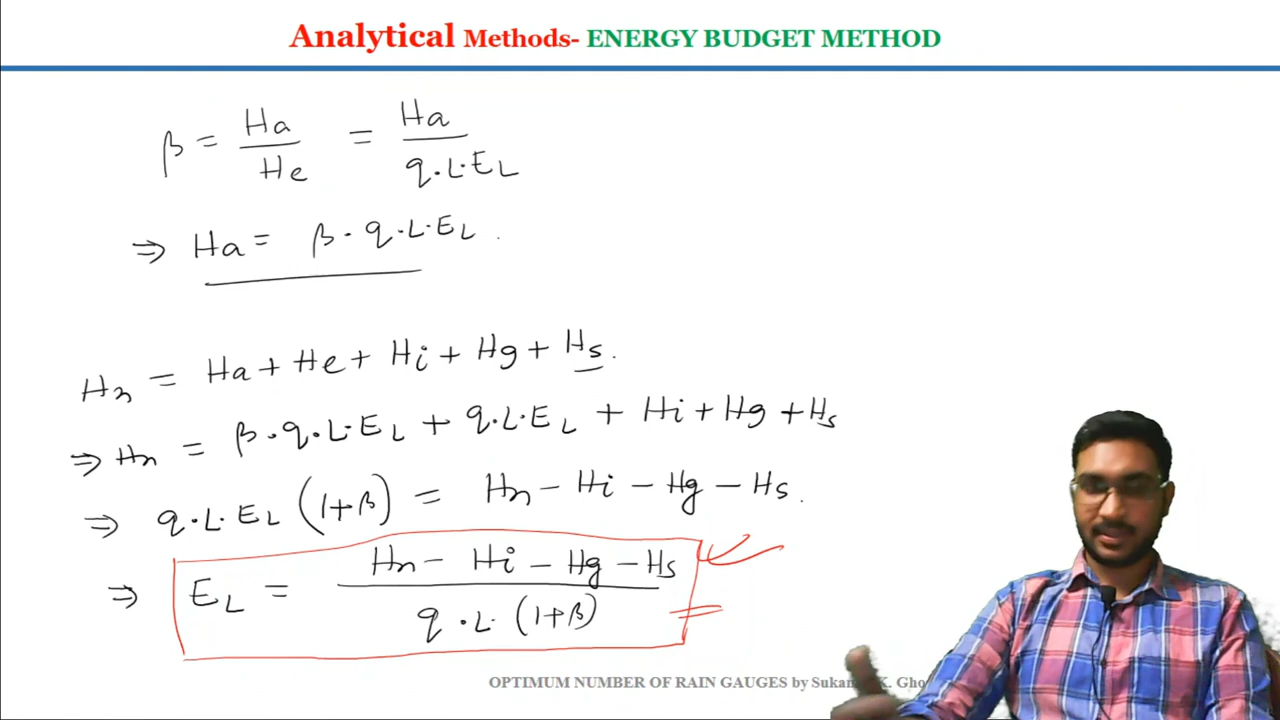 Analytical Methods- ENERGY BUDGET METHOD
β = Ha/He = Ha/q.L.EL
⇒ Ha = β . q.L.EL.
Hn = Ha + He + Hi + Hg + Hs.
⇒ Hn = β.q.L.EL + q.L.EL + Hi + Hg + Hs
⇒ q.L.EL (1+β) = Hn - Hi - Hg - Hs.
⇒ EL = Hn - Hi - Hg - Hs / q.L.(1+β)
OPTIMUM NUMBER OF RAIN GAUGES by